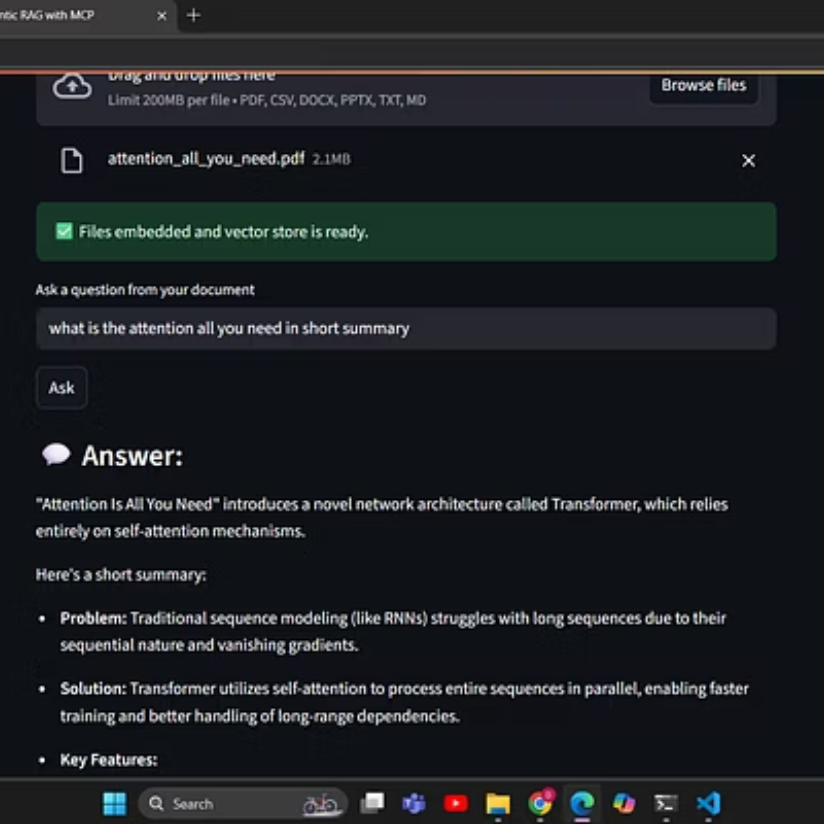 ntic RAG with MCP
Drag and drop files here
Limit 200MB per file • PDF, CSV, DOCX, PPTX, TXT, MD
Browse files
attention_all_you_need.pdf 2.1MB
✅ Files embedded and vector store is ready.
Ask a question from your document
what is the attention all you need in short summary
Ask
💬 Answer:
"Attention Is All You Need" introduces a novel network architecture called Transformer, which relies
entirely on self-attention mechanisms.
Here's a short summary:
• Problem: Traditional sequence modeling (like RNNs) struggles with long sequences due to their
sequential nature and vanishing gradients.
• Solution: Transformer utilizes self-attention to process entire sequences in parallel, enabling faster
training and better handling of long-range dependencies.
• Key Features:
Search